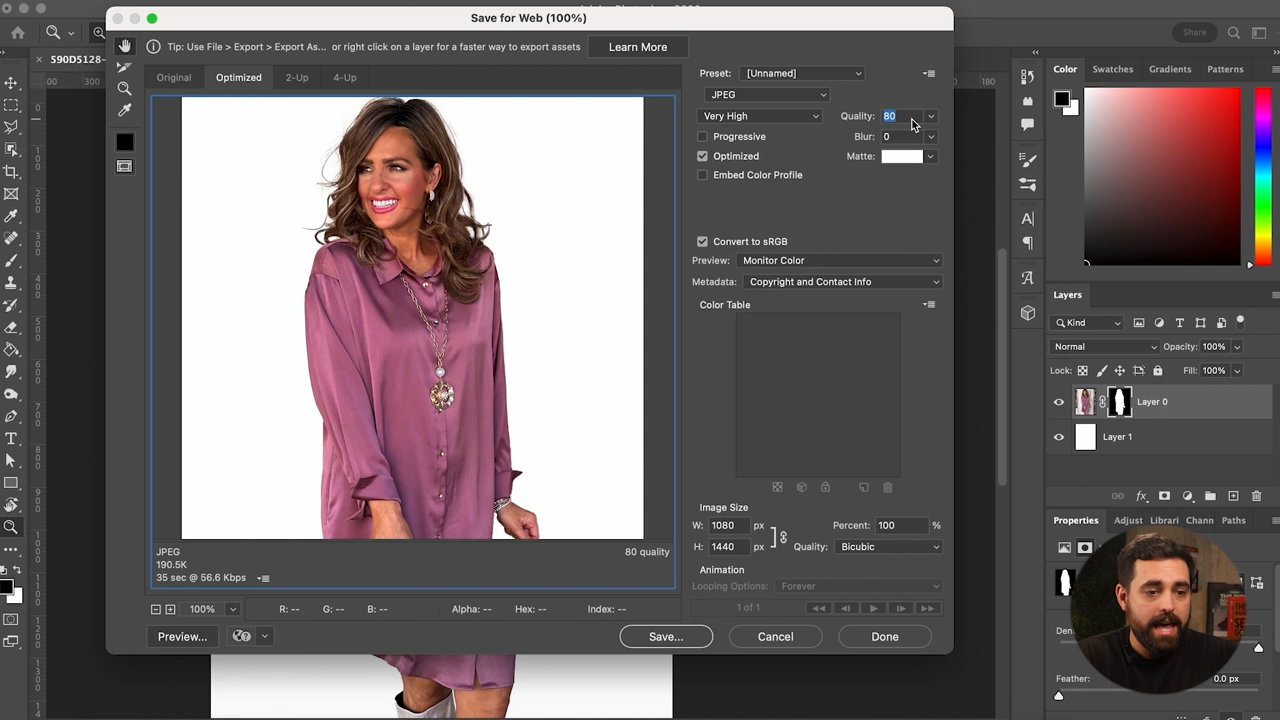 Save for Web (100%)
Share
Tip: Use File > Export > Export As... or right click on a layer for a faster way to export assets
Learn More
590D5128-
00
300
180
Original
Optimized
2-Up
4-Up
Preset: [Unnamed]
JPEG
Very High
Quality: 80
Progressive
Blur: 0
Optimized
Matte:
Embed Color Profile
Convert to sRGB
Preview: Monitor Color
Metadata: Copyright and Contact Info
Color Table
Image Size
W: 1080 px
Percent: 100 %
H: 1440 px
Quality: Bicubic
Animation
Looping Options: Forever
1 of 1
JPEG
80 quality
190.5K
35 sec @ 56.6 Kbps
100%
R: --
G: --
B: --
Alpha: --
Hex: --
Index: --
Preview...
Save...
Cancel
Done
Color
Swatches
Gradients
Patterns
Layers
Kind
Normal
Opacity: 100%
Lock:
Fill: 100%
Layer 0
Layer 1
Properties
Adjust
Librari
Chann
Paths
Den
Feather:
0.0 px